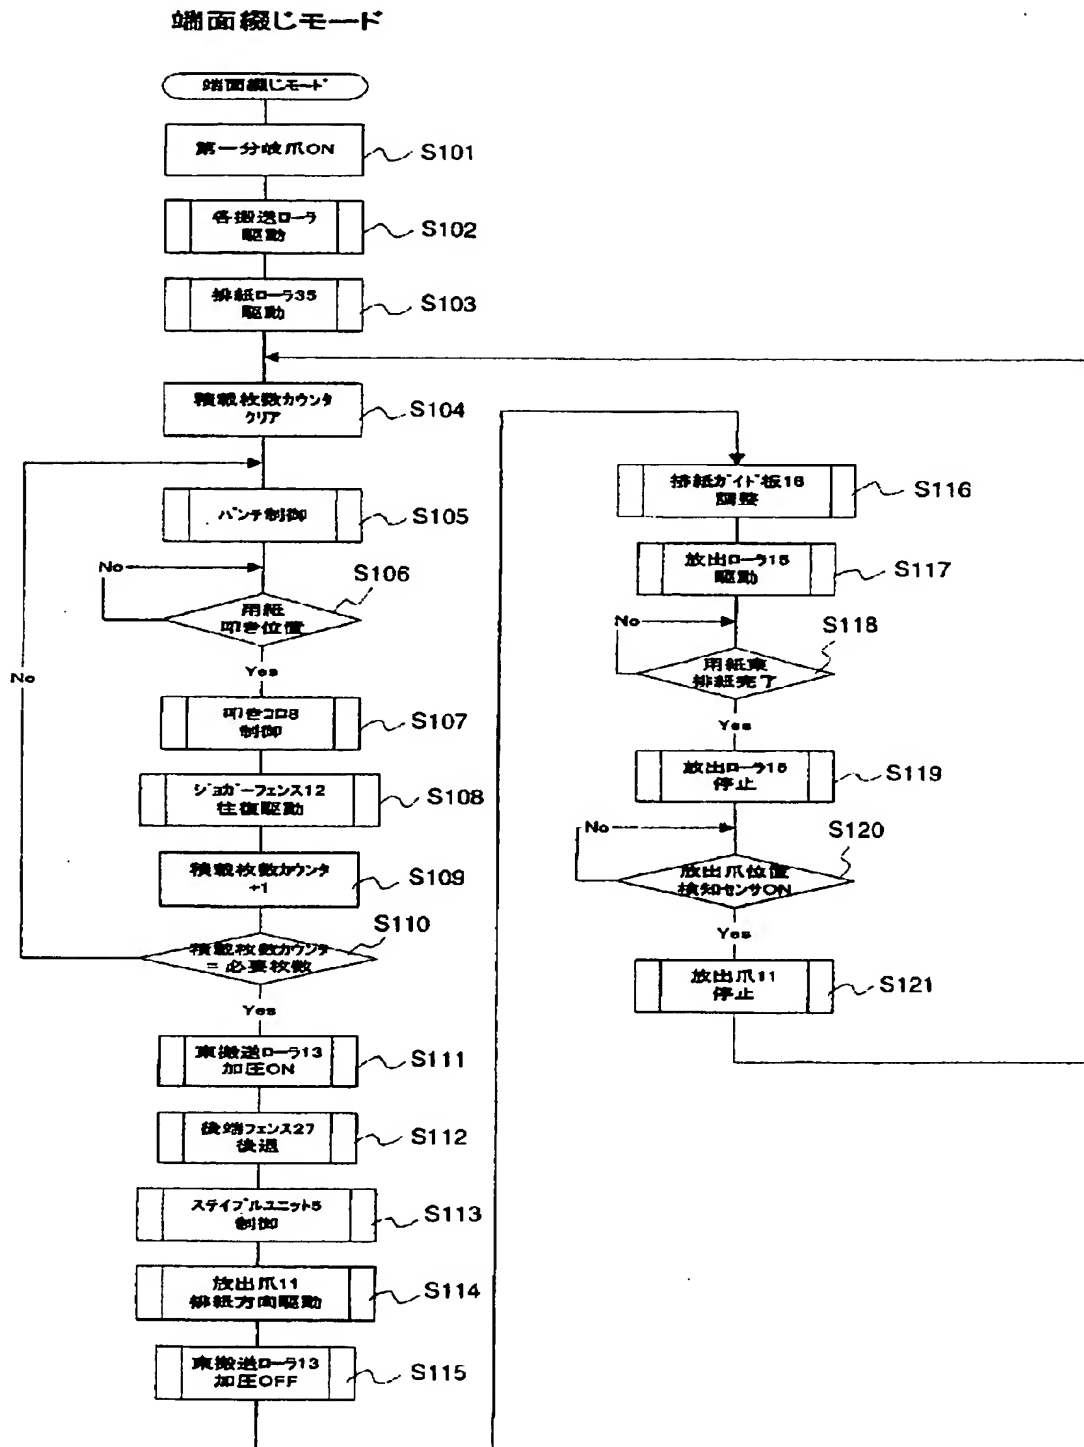 端面綴じモード
端面綴じモード
第一分岐爪ON
S101
各搬送ローラ
駆動
S102
排紙ローラ35
駆動
S103
積載枚数カウンタ
クリア
S104
パンチ制御
S105
No
S106
用紙
叩き位置
Yes
No
叩きコロ8
制御
S107
ジョガーフェンス12
往復駆動
S108
積載枚数カウンタ
+1
S109
S110
積載枚数カウンタ
=必要枚数
Yes
束搬送ローラ13
加圧ON
S111
後端フェンス27
後退
S112
ステイプルユニット5
制御
S113
放出爪11
排紙方向駆動
S114
束搬送ローラ13
加圧OFF
S115
排紙ガイド板16
調整
S116
放出ローラ15
駆動
S117
No
S118
用紙束
排紙完了
Yes
放出ローラ15
停止
S119
No
S120
放出爪位置
検知センサON
Yes
放出爪11
停止
S121